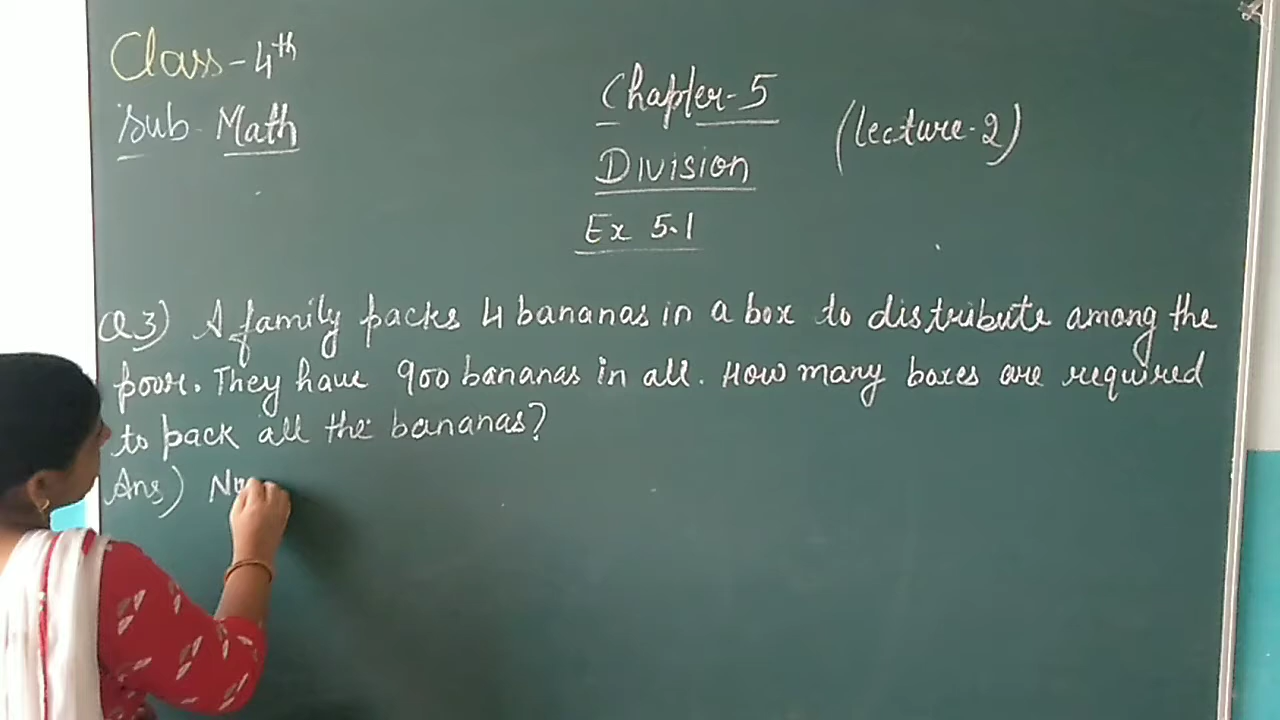 Class-4th
Sub- Math
Chapter-5
Division
(lecture-2)
Ex 5.1
Q3) A family packs 4 bananas in a box to distribute among the
poor. They have 900 bananas in all. How many boxes are required
to pack all the bananas?
Ans)